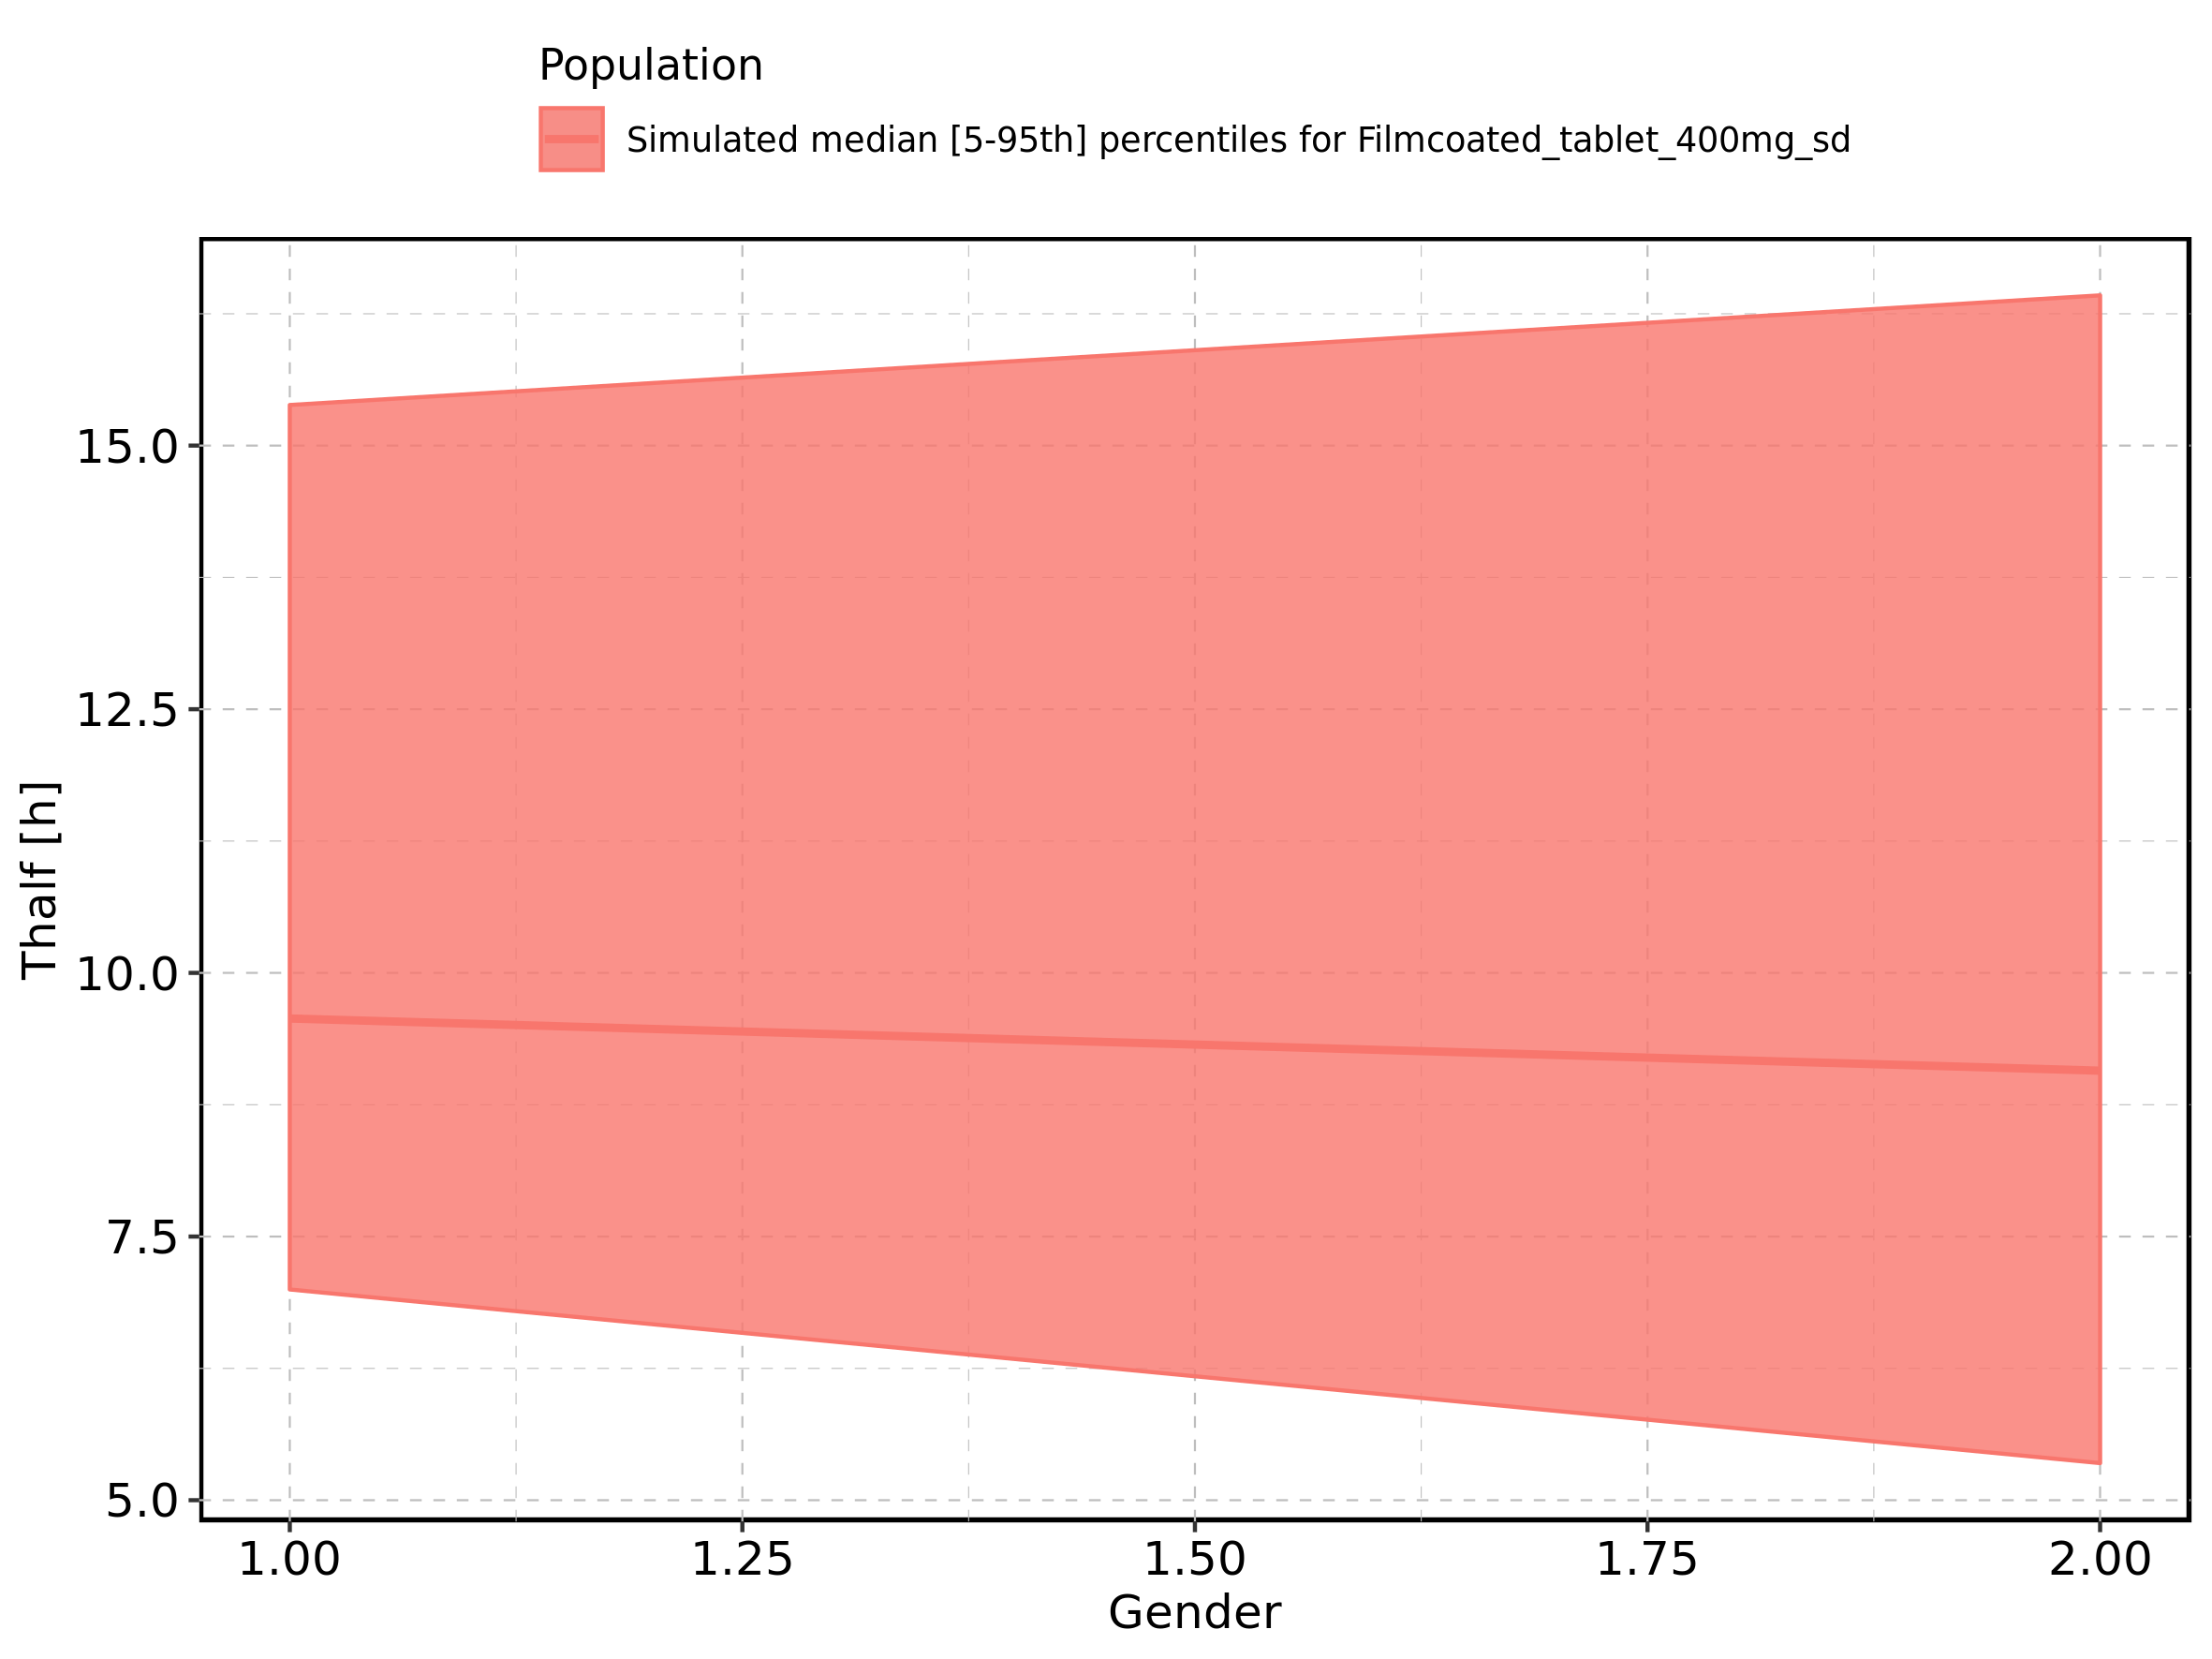 Population
Simulated median [5-95th] percentiles for Filmcoated_tablet_400mg_sd
Thalf [h]
15.0
12.5
10.0
7.5
5.0
1.00 1.25 1.50 1.75 2.00
Gender